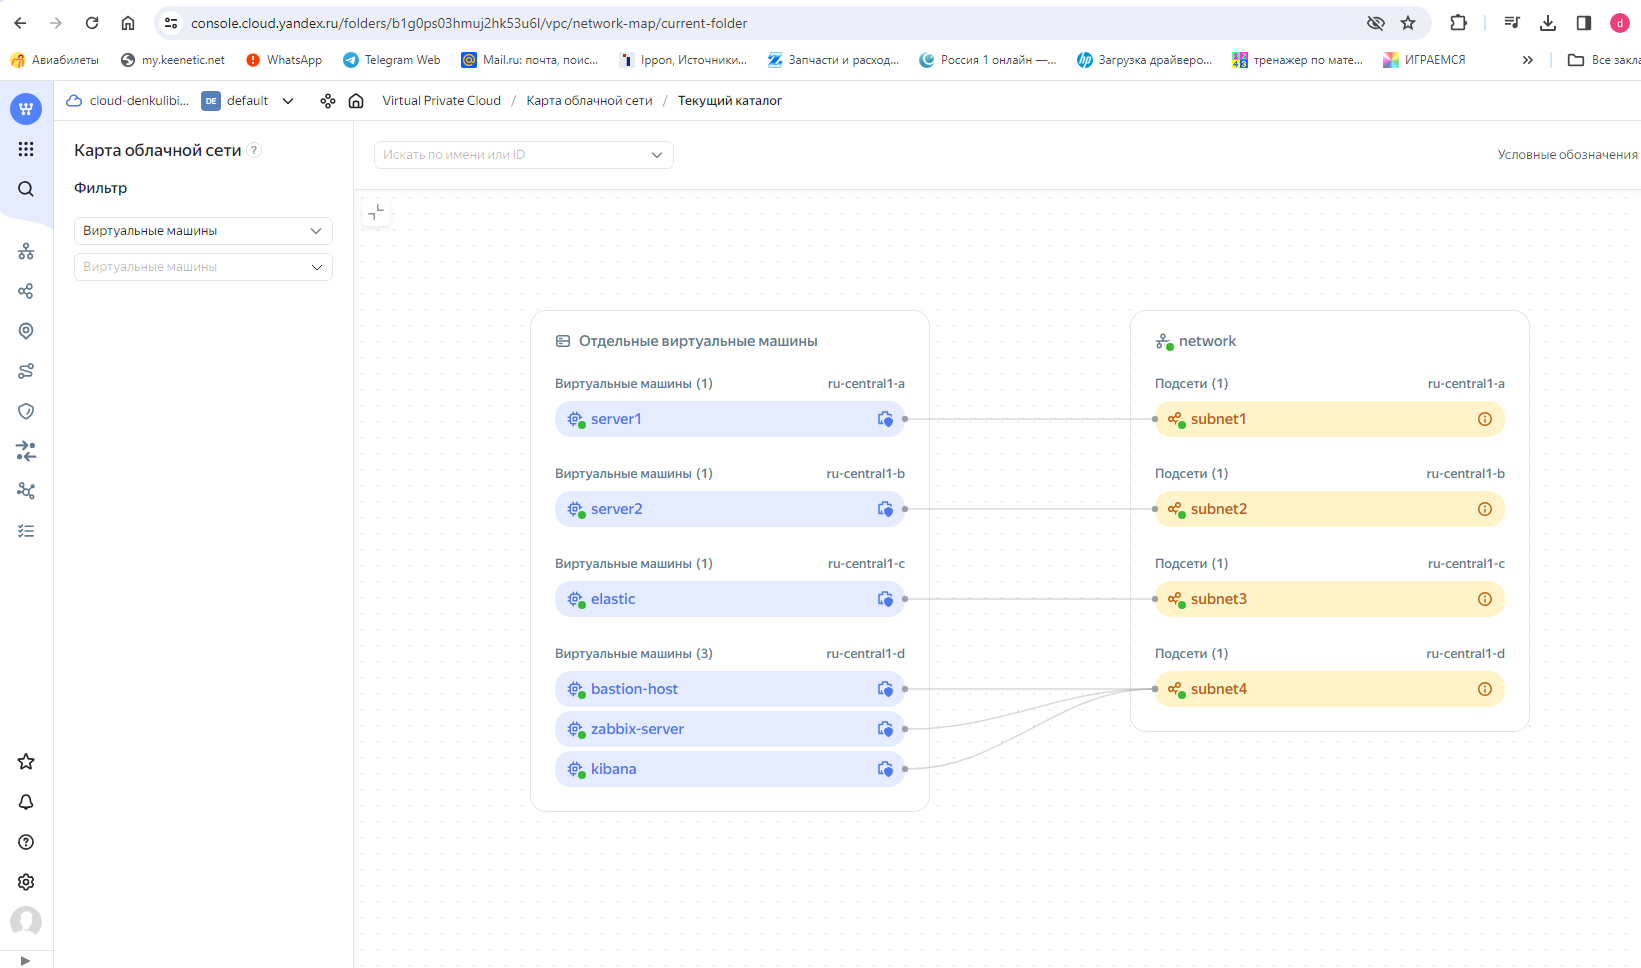 console.cloud.yandex.ru/folders/b1g0ps03hmuj2hk53u6l/vpc/network-map/current-folder
d
Авиабилеты my.keenetic.net WhatsApp Telegram Web Mail.ru: почта, поис... Ippon, Источники... Запчасти и расход... Россия 1 онлайн —... Загрузка драйверо... тренажер по мате... ИГРАЕМСЯ » Все закла
cloud-denkulibi... DE default Virtual Private Cloud / Карта облачной сети / Текущий каталог
Карта облачной сети ?
Искать по имени или ID
Условные обозначения
Фильтр
Виртуальные машины
Виртуальные машины
Отдельные виртуальные машины
Виртуальные машины (1) ru-central1-a
server1
Виртуальные машины (1) ru-central1-b
server2
Виртуальные машины (1) ru-central1-c
elastic
Виртуальные машины (3) ru-central1-d
bastion-host
zabbix-server
kibana
network
Подсети (1) ru-central1-a
subnet1
Подсети (1) ru-central1-b
subnet2
Подсети (1) ru-central1-c
subnet3
Подсети (1) ru-central1-d
subnet4